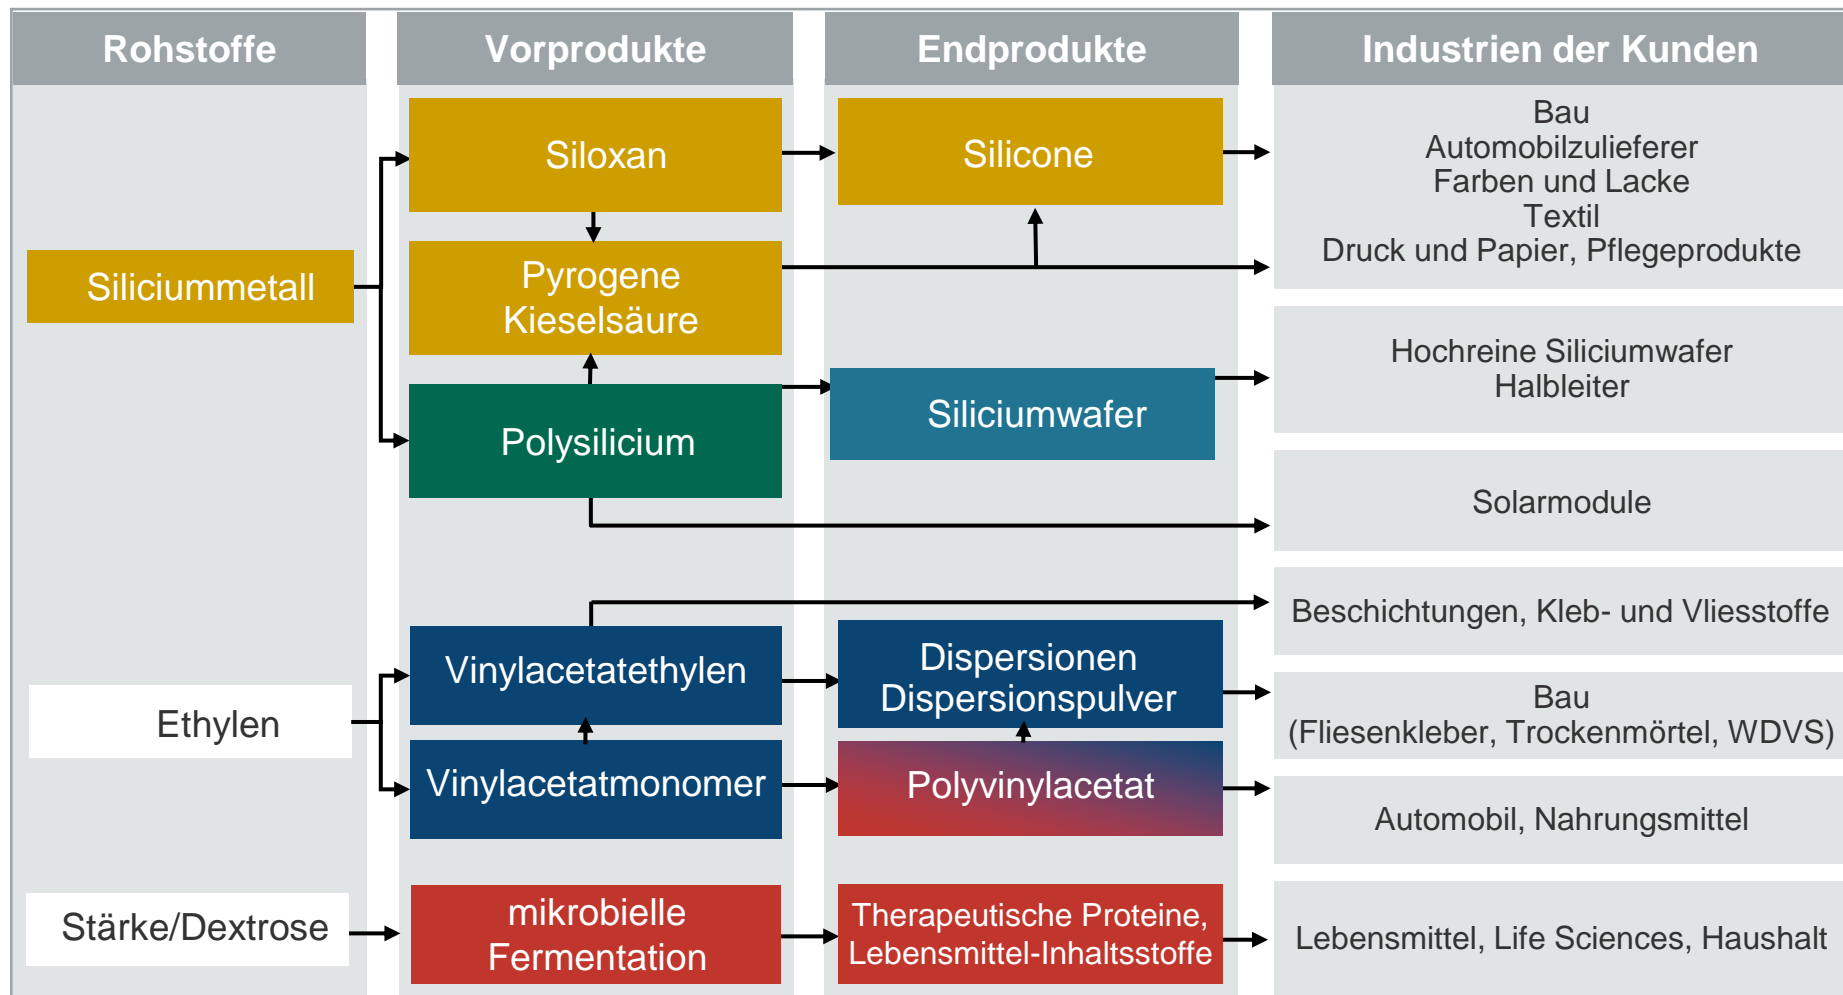 Rohstoffe
Vorprodukte
Endprodukte
Industrien der Kunden
Siliciummetall
Siloxan
Silicone
Bau
Automobilzulieferer
Farben und Lacke
Textil
Druck und Papier, Pflegeprodukte
Pyrogene
Kieselsäure
Polysilicium
Siliciumwafer
Hochreine Siliciumwafer
Halbleiter
Solarmodule
Ethylen
Vinylacetatethylen
Vinylacetatmonomer
Dispersionen
Dispersionspulver
Polyvinylacetat
Beschichtungen, Kleb- und Vliesstoffe
Bau
(Fliesenkleber, Trockenmörtel, WDVS)
Automobil, Nahrungsmittel
Stärke/Dextrose
mikrobielle
Fermentation
Therapeutische Proteine,
Lebensmittel-Inhaltsstoffe
Lebensmittel, Life Sciences, Haushalt